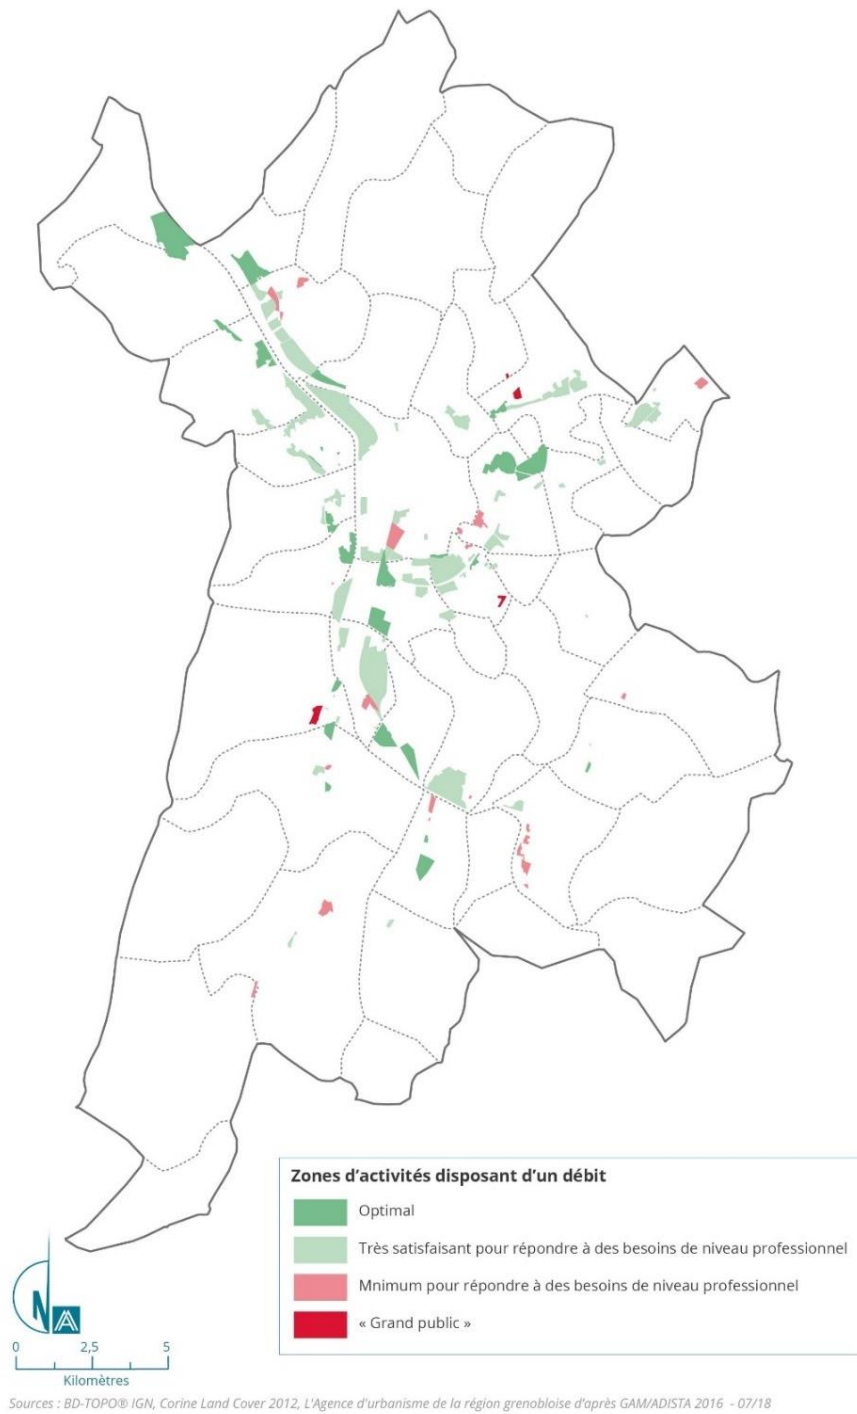 Zones d'activités disposant d'un débit
Optimal
Très satisfaisant pour répondre à des besoins de niveau professionnel
Mnimum pour répondre à des besoins de niveau professionnel
« Grand public »
N
0 2,5 5
Kilomètres
Sources : BD-TOPO® IGN, Corine Land Cover 2012, L'Agence d'urbanisme de la région grenobloise d'après GAM/ADISTA 2016 - 07/18